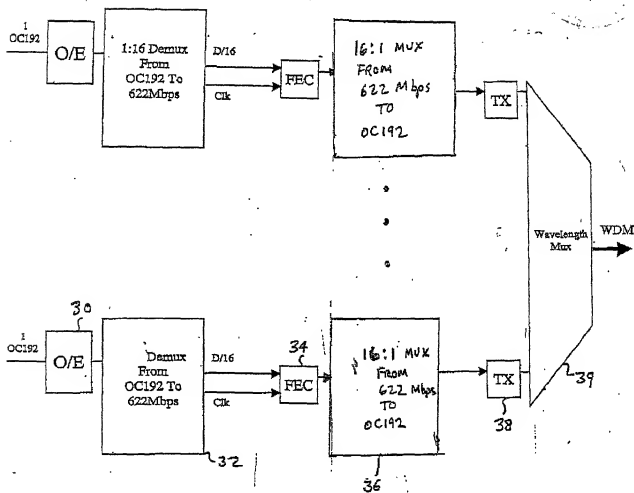 1
OC192
O/E
1:16 Demux
From
OC192 To
622Mbps
D/16
Clk
FEC
16:1 MUX
FROM
622 Mbps
TO
OC192
TX
Wavelength
Mux
WDM
39
30
1
OC192
O/E
Demux
From
OC192 To
622Mbps
32
D/16
Clk
34
FEC
16:1 MUX
FROM
622 Mbps
TO
OC192
36
TX
38